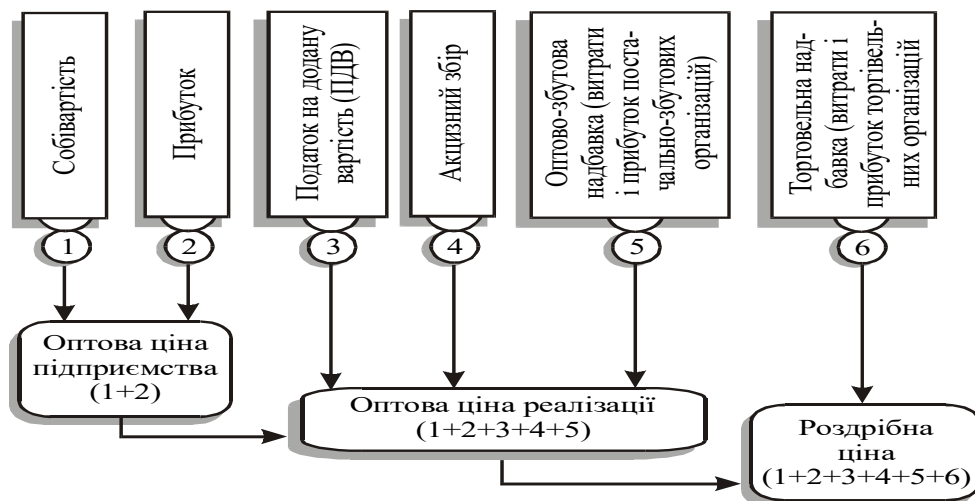 Собівартість
Прибуток
Податок на додану
вартість (ПДВ)
Акцизний збір
Оптово-збутова
надбавка (витрати
і прибуток поста-
чально-збутових
організацій)
Торговельна над-
бавка (витрати і
прибуток торгівель-
них організацій
1
2
3
4
5
6
Оптова ціна
підприємства
(1+2)
Оптова ціна реалізації
(1+2+3+4+5)
Роздрібна
ціна
(1+2+3+4+5+6)